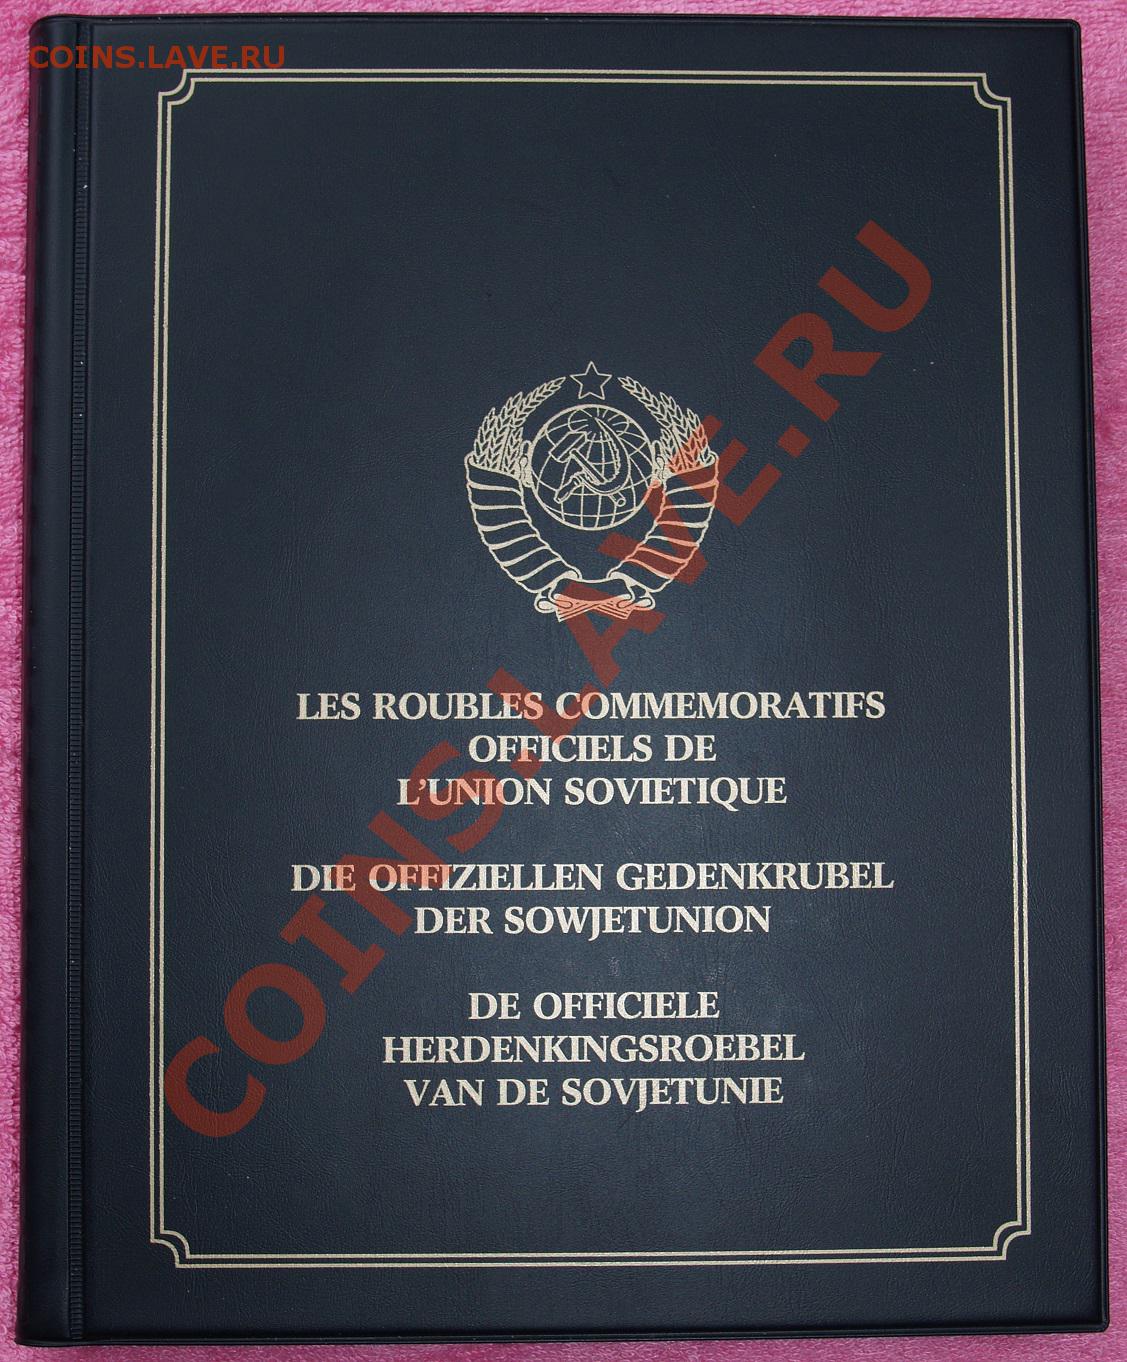 COINS.LAVE.RU
LES ROUBLES COMMEMORATIFS
OFFICIELS DE
L'UNION SOVIETIQUE
DIE OFFIZIELLEN GEDENKRUBEL
DER SOWJETUNION
DE OFFICIELE
HERDENKINGSROEBEL
VAN DE SOVJETUNIE
COINS.LAVE.RU